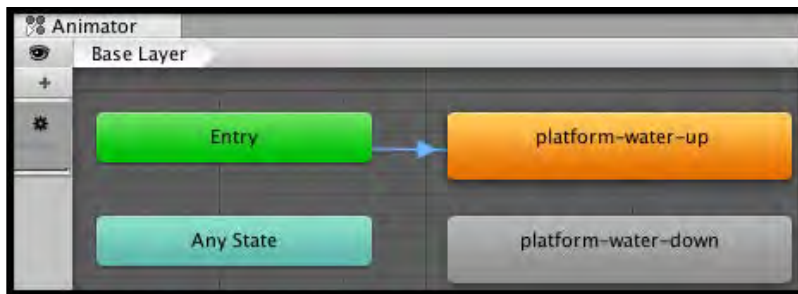 Animator
Base Layer
+
Entry
platform-water-up
Any State
platform-water-down